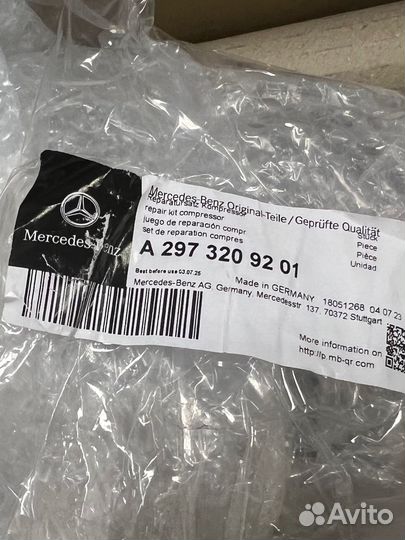 Mercedes-Benz Original-Teile / Geprüfte Qualität
Reparatursatz Kompressor
repair kit compressor
juego de reparación compr
Set de reparation compres
Stück
Piece
Pièce
Unidad
Mercedes-Benz
A 297 320 92 01
Best before use 03.07.25
Made in GERMANY 18051268 04.07.23
Mercedes-Benz AG, Germany, Mercedesstr 137, 70372 Stuttgart
More information on
http://p.mb-qr.com
Avito